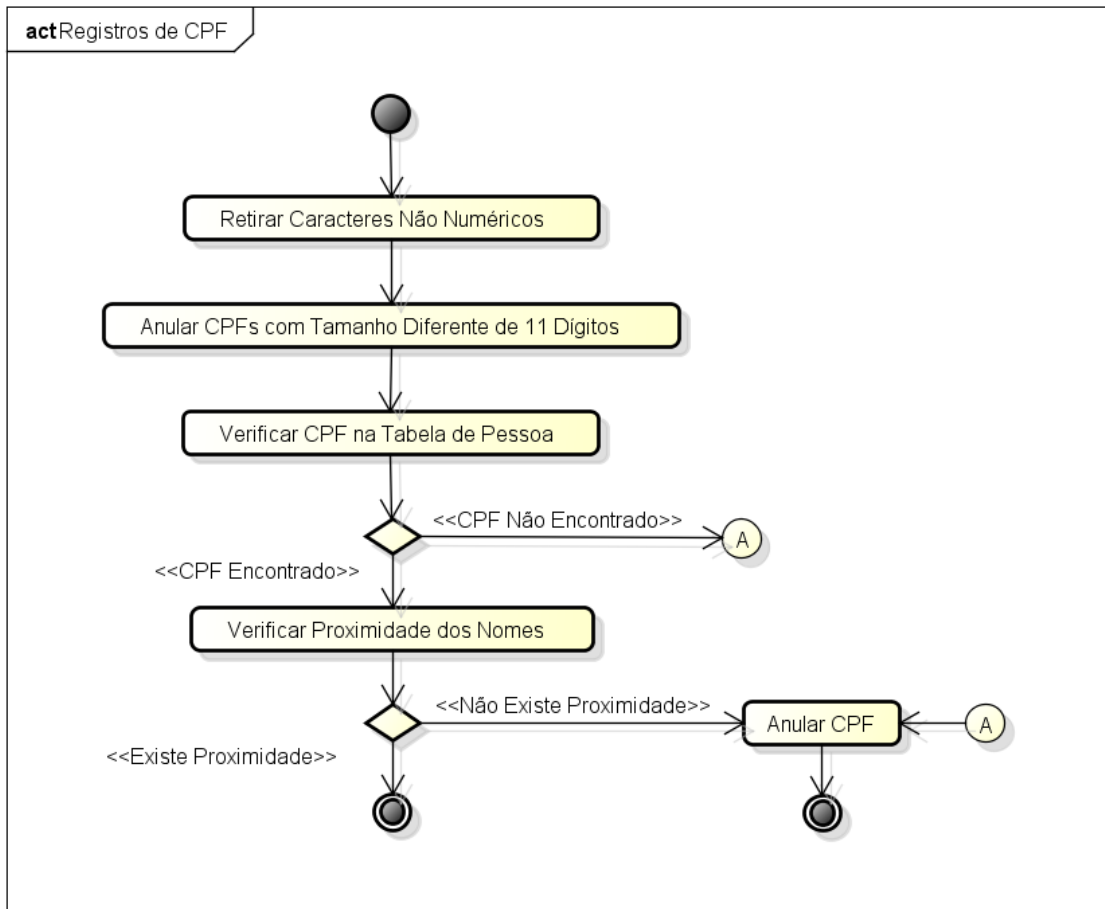 act Registros de CPF
Retirar Caracteres Não Numéricos
Anular CPFs com Tamanho Diferente de 11 Dígitos
Verificar CPF na Tabela de Pessoa
<<CPF Não Encontrado>>
A
<<CPF Encontrado>>
Verificar Proximidade dos Nomes
<<Não Existe Proximidade>>
Anular CPF
A
<<Existe Proximidade>>